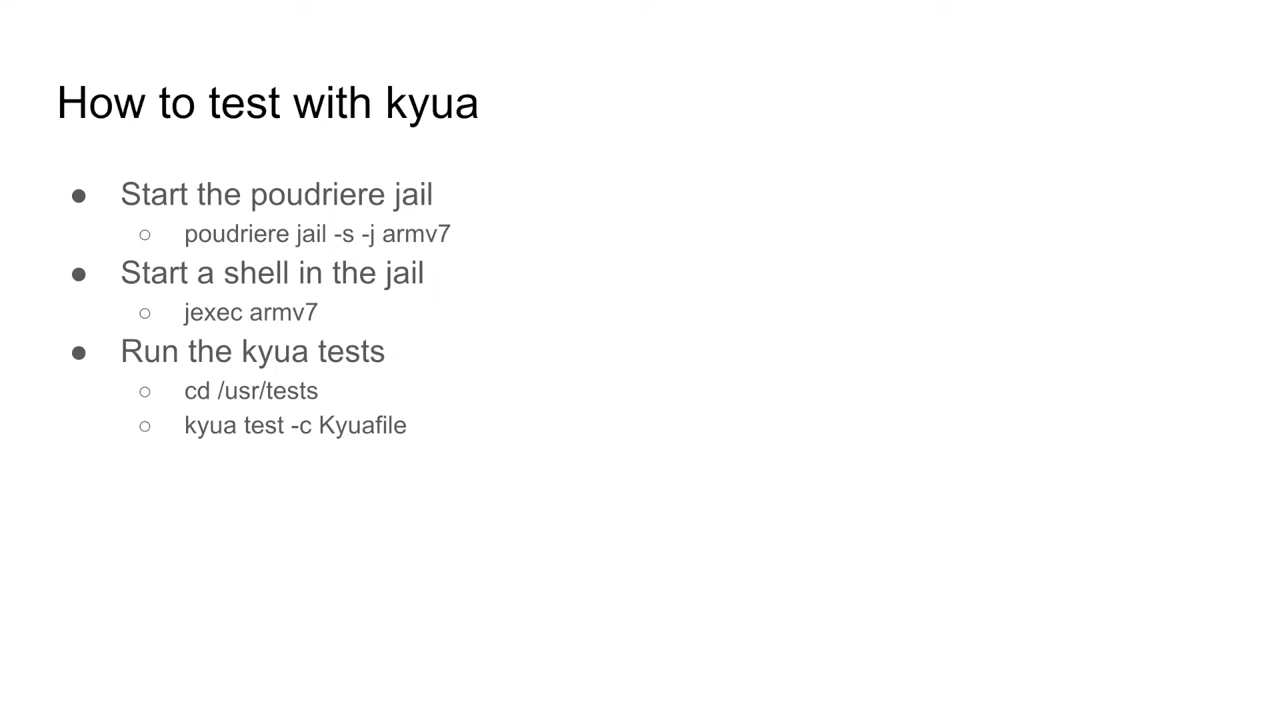 How to test with kyua
● Start the poudriere jail
○ poudriere jail -s -j armv7
● Start a shell in the jail
○ jexec armv7
● Run the kyua tests
○ cd /usr/tests
○ kyua test -c Kyuafile